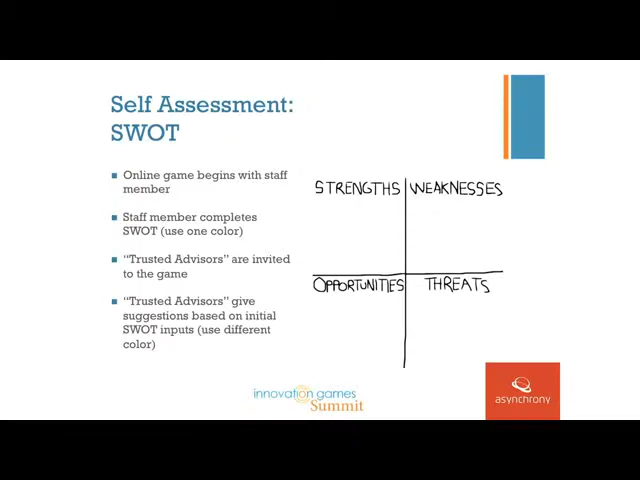 Self Assessment:
SWOT
Online game begins with staff
member
Staff member completes
SWOT (use one color)
“Trusted Advisors” are invited
to the game
“Trusted Advisors” give
suggestions based on initial
SWOT inputs (use different
color)
STRENGTHS WEAKNESSES
OPPORTUNITIES THREATS
innovation games
Summit
asynchrony